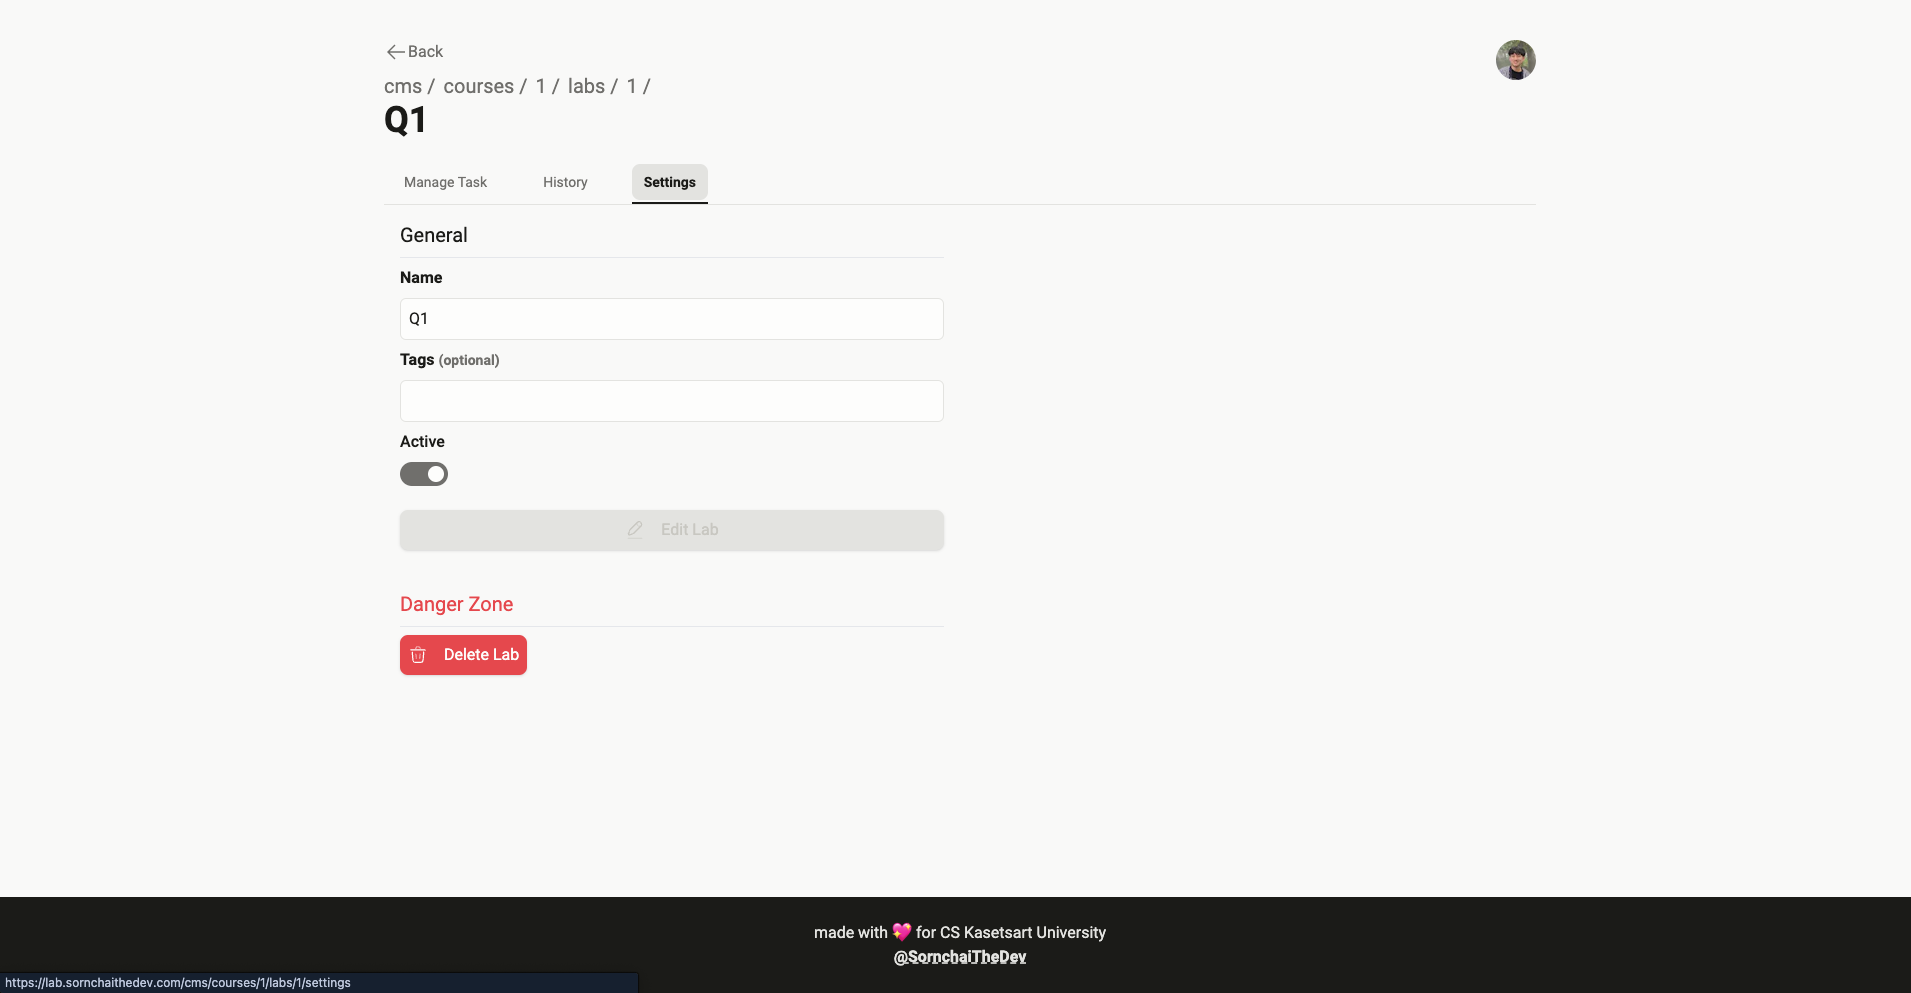 Back
cms / courses / 1 / labs / 1 /
Q1
Manage Task History Settings
General
Name
Q1
Tags (optional)
Active
Edit Lab
Danger Zone
Delete Lab
made with 💖 for CS Kasetsart University
@SornchaiTheDev
https://lab.sornchaithedev.com/cms/courses/1/labs/1/settings